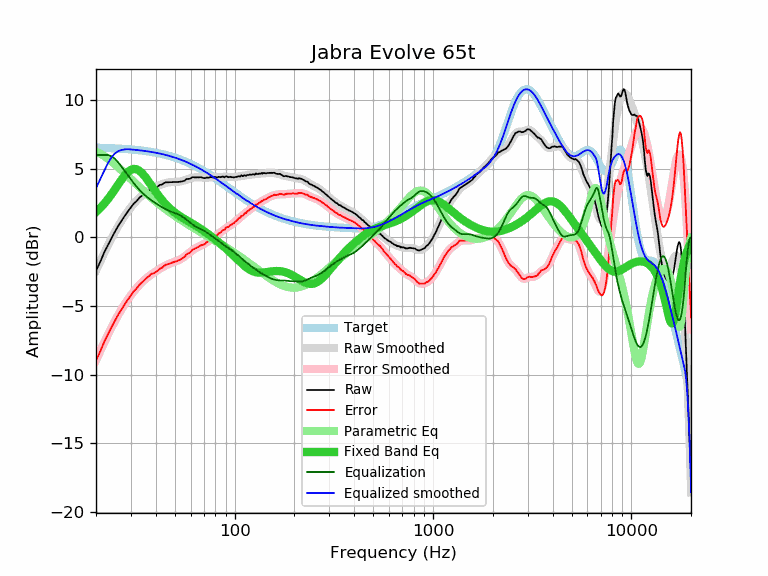 Jabra Evolve 65t
Amplitude (dBr)
10
5
0
−5
−10
−15
−20
Target
Raw Smoothed
Error Smoothed
Raw
Error
Parametric Eq
Fixed Band Eq
Equalization
Equalized smoothed
100 1000 10000
Frequency (Hz)